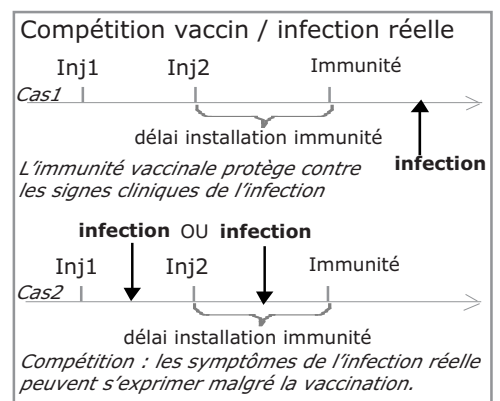 Compétition vaccin / infection réelle
Inj1 Inj2 Immunité
Cas1
délai installation immunité
infection
L'immunité vaccinale protège contre
les signes cliniques de l'infection
infection OU infection
Inj1 Inj2 Immunité
Cas2
délai installation immunité
Compétition : les symptômes de l'infection réelle
peuvent s'exprimer malgré la vaccination.